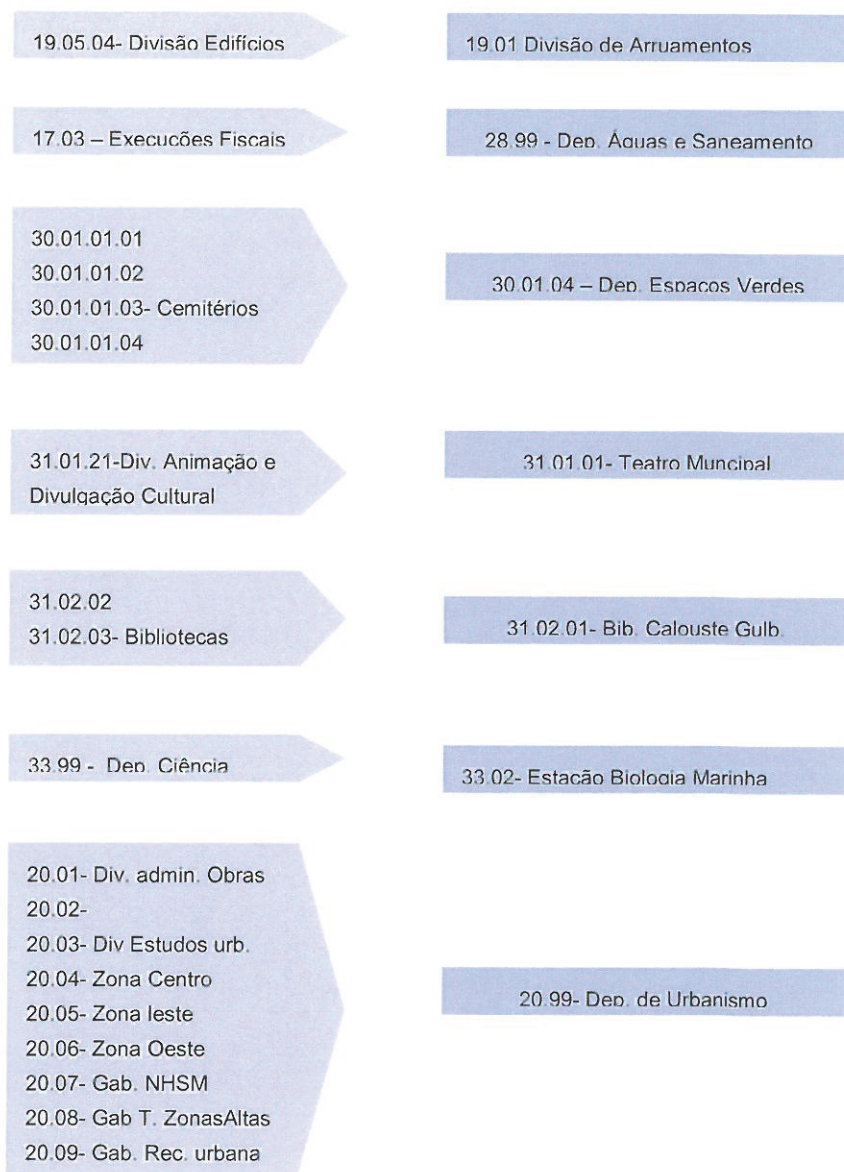 19.05.04- Divisão Edifícios
19.01 Divisão de Arruamentos
17.03 – Execuções Fiscais
28.99 - Dep. Águas e Saneamento
30.01.01.01
30.01.01.02
30.01.01.03- Cemitérios
30.01.01.04
30.01.04 – Dep. Espaços Verdes
31.01.21-Div. Animação e
Divulgação Cultural
31.01.01- Teatro Muncipal
31.02.02
31.02.03- Bibliotecas
31.02.01- Bib. Calouste Gulb.
33.99 - Dep. Ciência
33.02- Estação Biologia Marinha
20.01- Div. admin. Obras
20.02-
20.03- Div Estudos urb.
20.04- Zona Centro
20.05- Zona leste
20.06- Zona Oeste
20.07- Gab. NHSM
20.08- Gab T. ZonasAltas
20.09- Gab. Rec. urbana
20.99- Dep. de Urbanismo